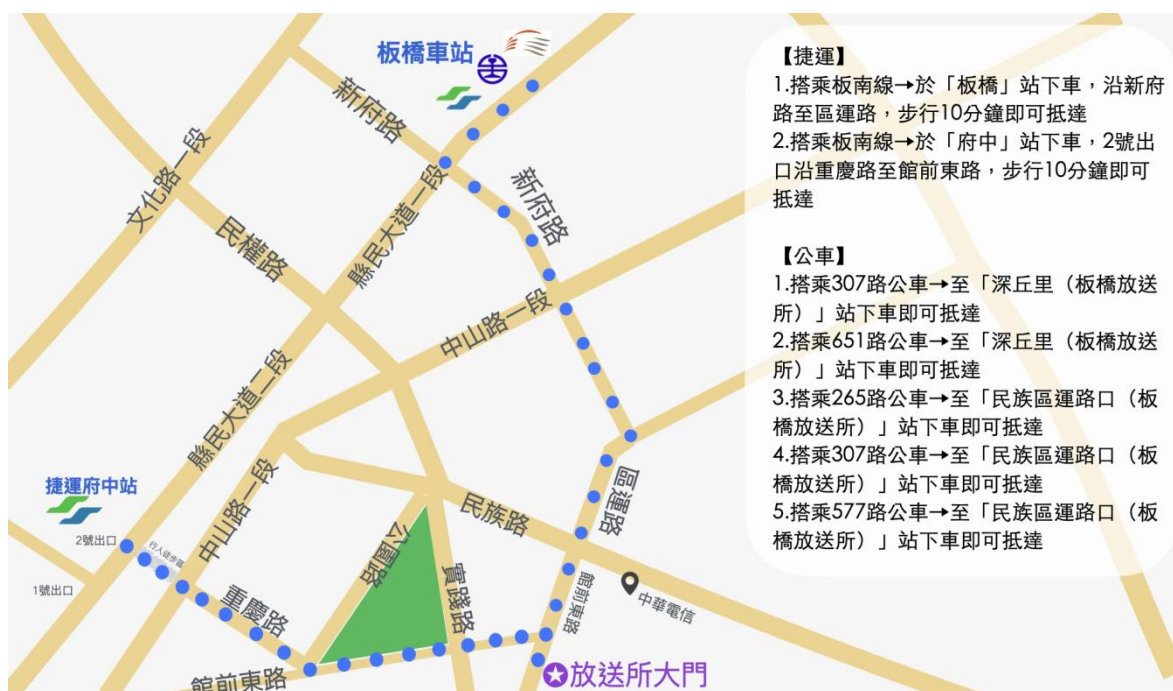 板橋車站
新府路
文化路一段
民權路
縣民大道一段
新府路
中山路一段
縣民大道二段
捷運府中站
2號出口
行人徒步區
1號出口
中山路一段
公園路
民族路
區運路
重慶路
實踐路
館前東路
中華電信
館前東路
放送所大門
【捷運】
1.搭乘板南線→於「板橋」站下車，沿新府
路至區運路，步行10分鐘即可抵達
2.搭乘板南線→於「府中」站下車，2號出
口沿重慶路至館前東路，步行10分鐘即可
抵達
【公車】
1.搭乘307路公車→至「深丘里（板橋放送
所）」站下車即可抵達
2.搭乘651路公車→至「深丘里（板橋放送
所）」站下車即可抵達
3.搭乘265路公車→至「民族區運路口（板
橋放送所）」站下車即可抵達
4.搭乘307路公車→至「民族區運路口（板
橋放送所）」站下車即可抵達
5.搭乘577路公車→至「民族區運路口（板
橋放送所）」站下車即可抵達